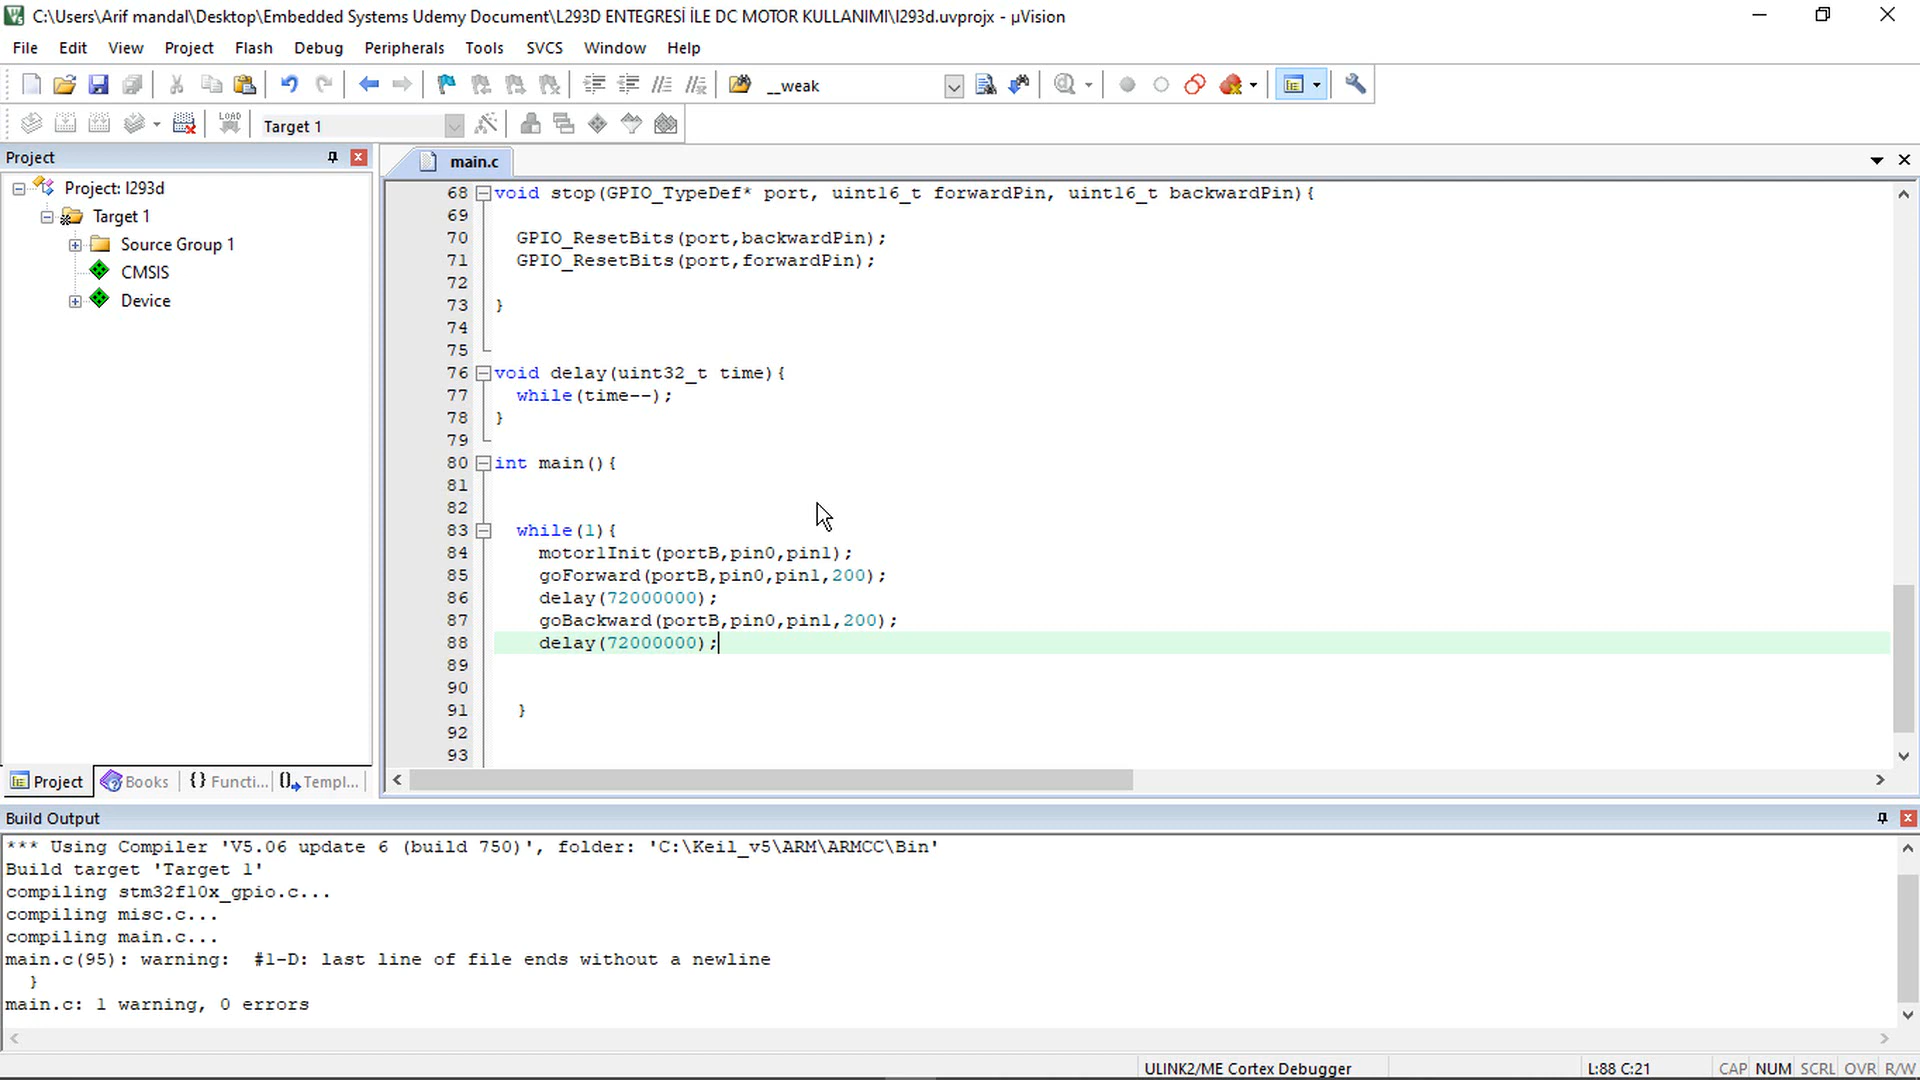 C:\Users\Arif mandal\Desktop\Embedded Systems Udemy Document\L293D ENTEGRESİ İLE DC MOTOR KULLANIMI\l293d.uvprojx - µVision
File Edit View Project Flash Debug Peripherals Tools SVCS Window Help
__weak
LOAD
Target 1
Project
main.c
Project: l293d
Target 1
Source Group 1
CMSIS
Device
68 void stop(GPIO_TypeDef* port, uint16_t forwardPin, uint16_t backwardPin){
69
70 GPIO_ResetBits(port,backwardPin);
71 GPIO_ResetBits(port,forwardPin);
72
73 }
74
75
76 void delay(uint32_t time){
77 while(time--);
78 }
79
80 int main(){
81
82
83 while(1){
84 motor1Init(portB,pin0,pin1);
85 goForward(portB,pin0,pin1,200);
86 delay(72000000);
87 goBackward(portB,pin0,pin1,200);
88 delay(72000000);
89
90
91 }
92
93
Project Books {} Functi... Templ...
Build Output
*** Using Compiler 'V5.06 update 6 (build 750)', folder: 'C:\Keil_v5\ARM\ARMCC\Bin'
Build target 'Target 1'
compiling stm32f10x_gpio.c...
compiling misc.c...
compiling main.c...
main.c(95): warning:  #1-D: last line of file ends without a newline
}
main.c: 1 warning, 0 errors
ULINK2/ME Cortex Debugger L:88 C:21 CAP NUM SCRL OVR R/W